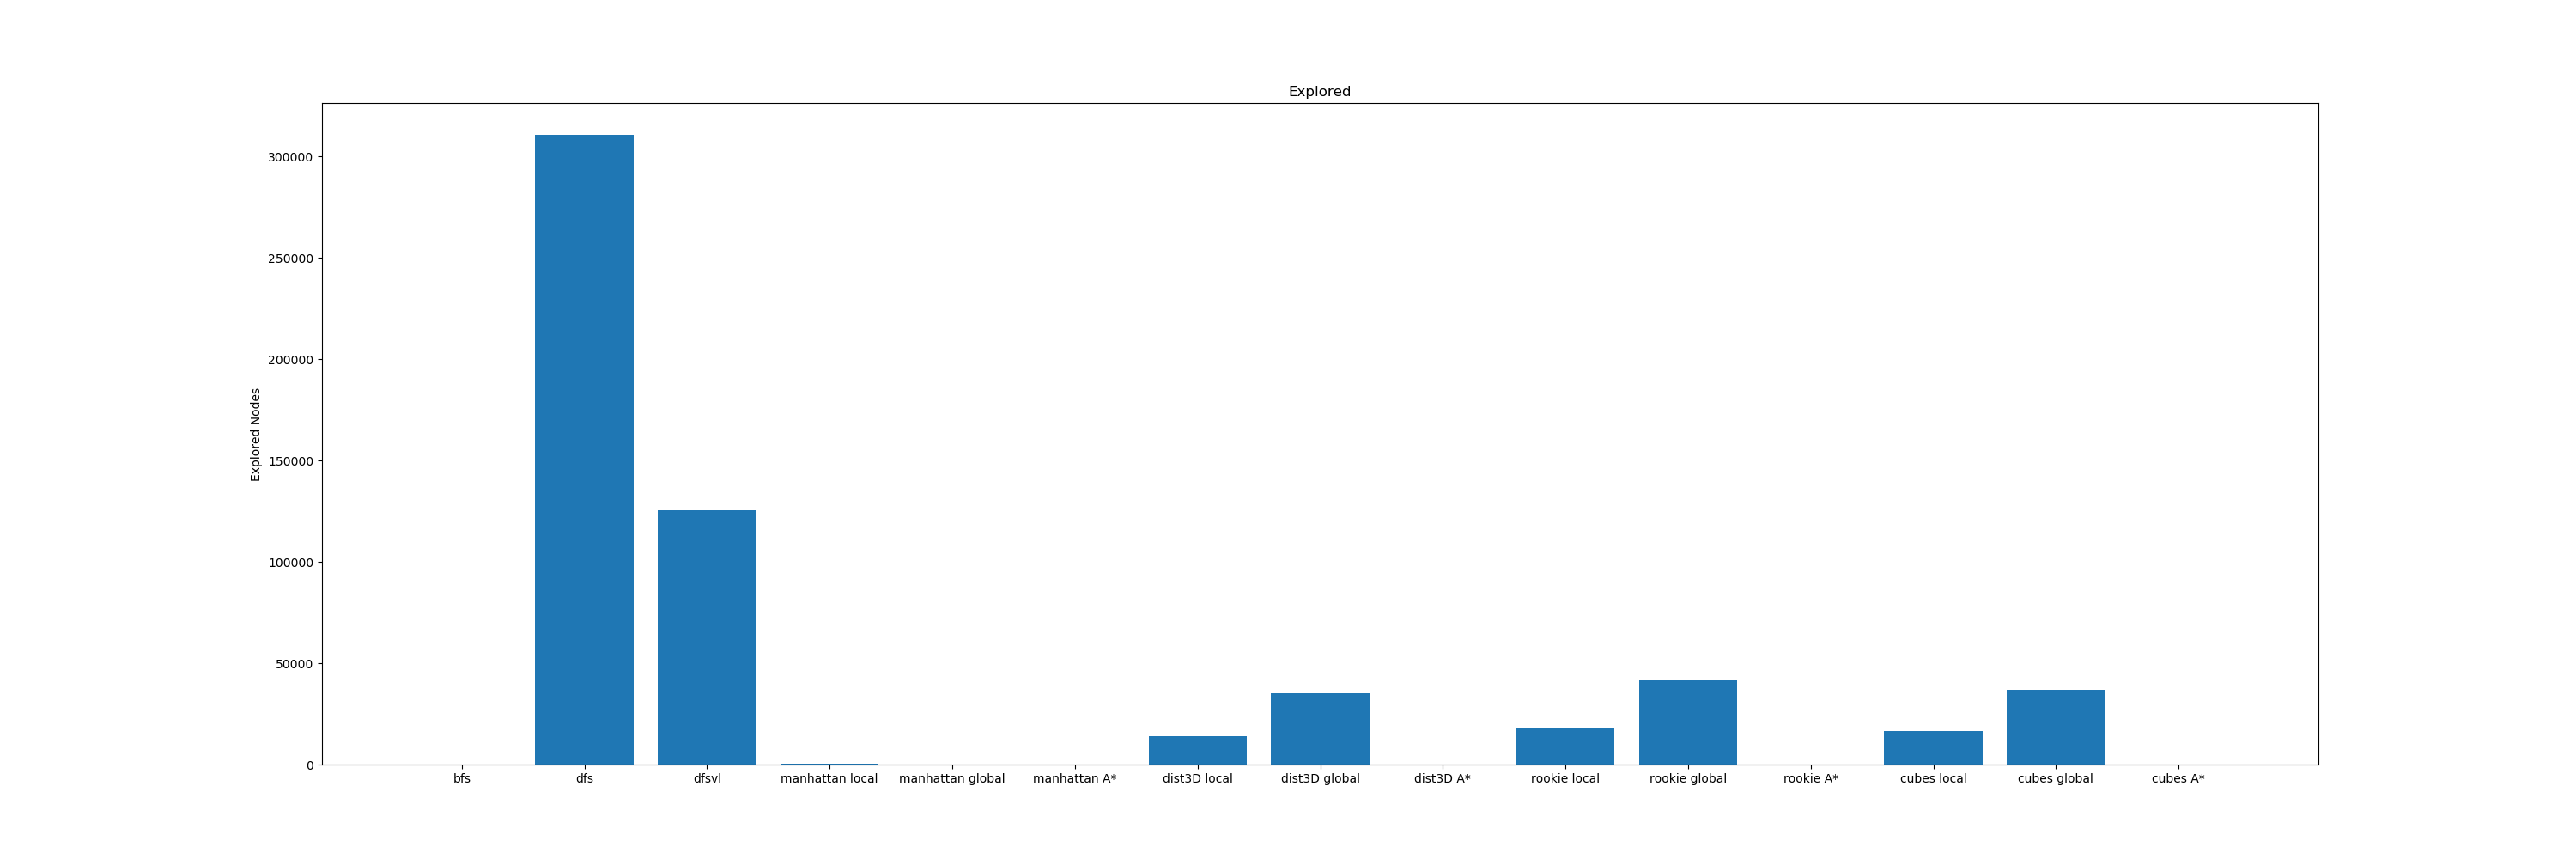 Explored
Explored Nodes
300000
250000
200000
150000
100000
50000
0
bfs dfs dfsvl manhattan local manhattan global manhattan A* dist3D local dist3D global dist3D A* rookie local rookie global rookie A* cubes local cubes global cubes A*